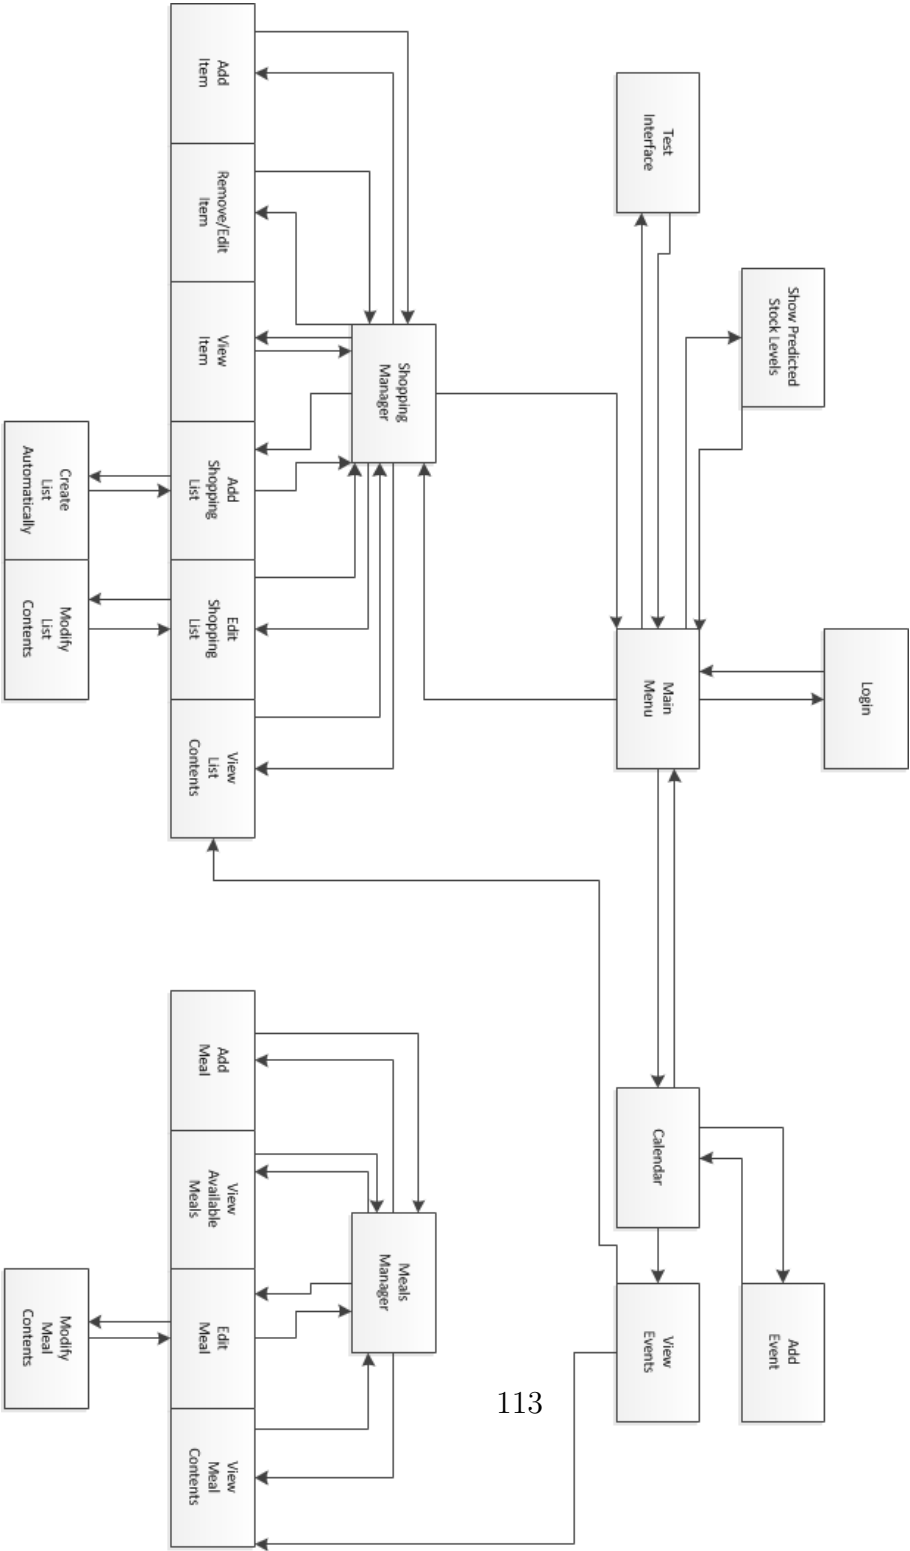 Login
Show Predicted
Stock Levels
Add
Event
Test
Interface
Main
Menu
Calendar
View
Events
Shopping
Manager
Meals
Manager
Add
Item
Remove/Edit
Item
View
Item
Add
Shopping
List
Edit
Shopping
List
View
List
Contents
Add
Meal
View
Available
Meals
Edit
Meal
View
Meal
Contents
Create
List
Automatically
Modify
List
Contents
Modify
Meal
Contents
113